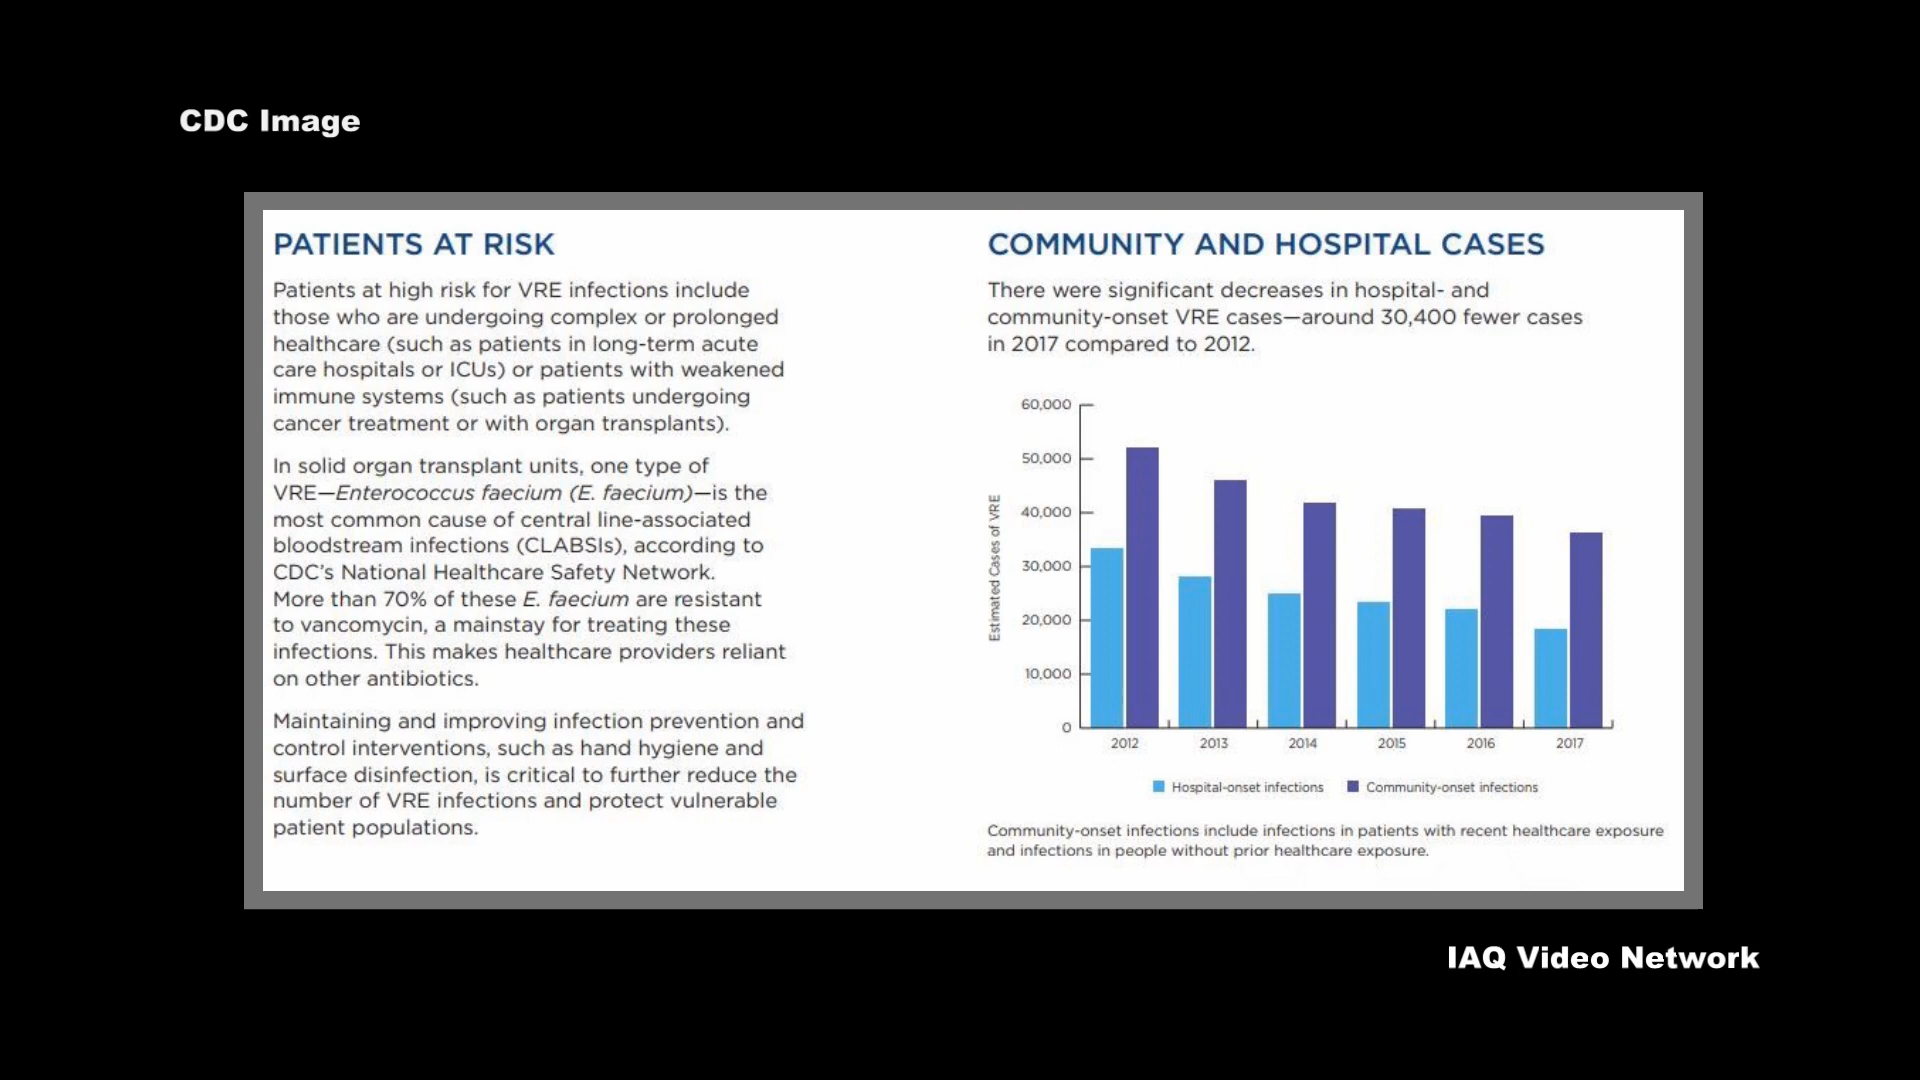 CDC Image
PATIENTS AT RISK
Patients at high risk for VRE infections include
those who are undergoing complex or prolonged
healthcare (such as patients in long-term acute
care hospitals or ICUs) or patients with weakened
immune systems (such as patients undergoing
cancer treatment or with organ transplants).
In solid organ transplant units, one type of
VRE—Enterococcus faecium (E. faecium)—is the
most common cause of central line-associated
bloodstream infections (CLABSIs), according to
CDC’s National Healthcare Safety Network.
More than 70% of these E. faecium are resistant
to vancomycin, a mainstay for treating these
infections. This makes healthcare providers reliant
on other antibiotics.
Maintaining and improving infection prevention and
control interventions, such as hand hygiene and
surface disinfection, is critical to further reduce the
number of VRE infections and protect vulnerable
patient populations.
COMMUNITY AND HOSPITAL CASES
There were significant decreases in hospital- and
community-onset VRE cases—around 30,400 fewer cases
in 2017 compared to 2012.
Estimated Cases of VRE
60,000
50,000
40,000
30,000
20,000
10,000
0
2012 2013 2014 2015 2016 2017
Hospital-onset infections Community-onset infections
Community-onset infections include infections in patients with recent healthcare exposure
and infections in people without prior healthcare exposure.
IAQ Video Network